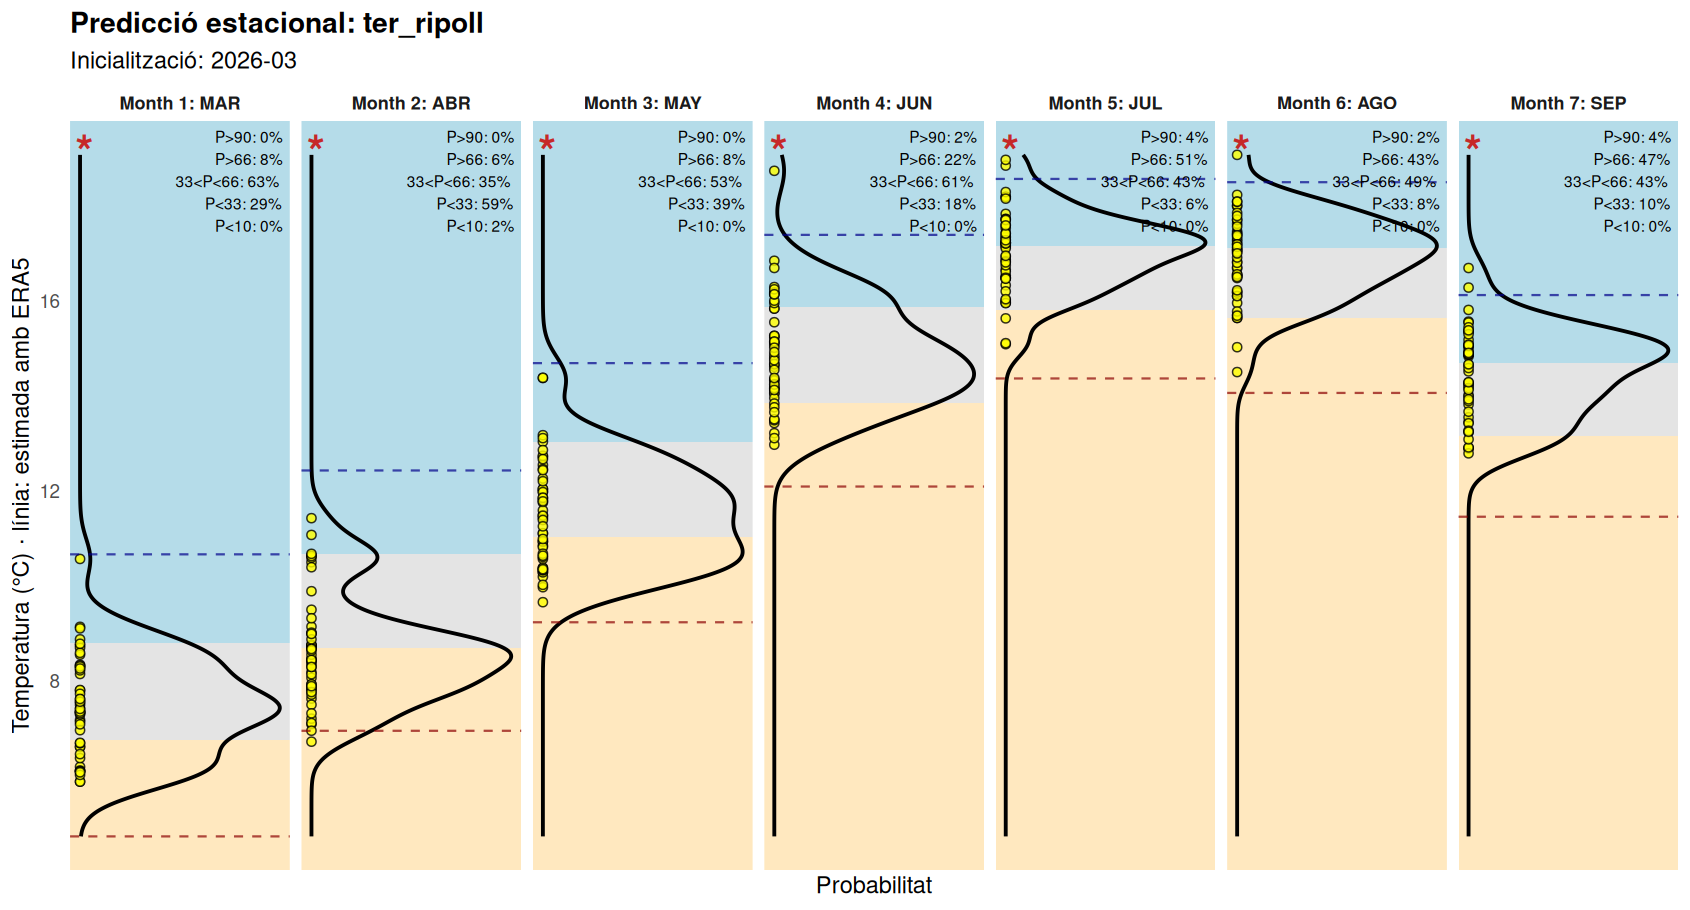 Predicció estacional: ter_ripoll
Inicialització: 2026-03
Month 1: MAR
P>90: 0%
P>66: 8%
33<P<66: 63%
P<33: 29%
P<10: 0%
Month 2: ABR
P>90: 0%
P>66: 6%
33<P<66: 35%
P<33: 59%
P<10: 2%
Month 3: MAY
P>90: 0%
P>66: 8%
33<P<66: 53%
P<33: 39%
P<10: 0%
Month 4: JUN
P>90: 2%
P>66: 22%
33<P<66: 61%
P<33: 18%
P<10: 0%
Month 5: JUL
P>90: 4%
P>66: 51%
33<P<66: 43%
P<33: 6%
P<10: 0%
Month 6: AGO
P>90: 2%
P>66: 43%
33<P<66: 49%
P<33: 8%
P<10: 0%
Month 7: SEP
P>90: 4%
P>66: 47%
33<P<66: 43%
P<33: 10%
P<10: 0%
Temperatura (°C) · línia: estimada amb ERA5
16
12
8
Probabilitat